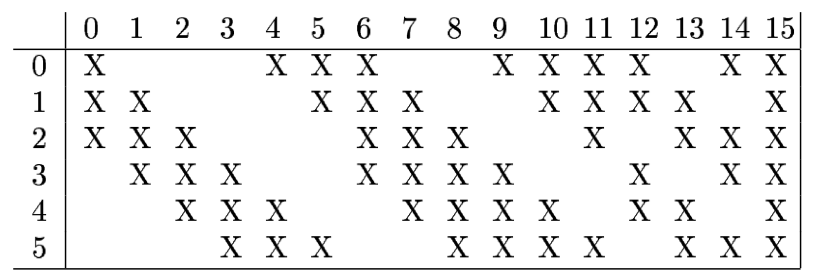 0 1 2 3 4 5 6 7 8 9 10 11 12 13 14 15
0 X X X X X X X X X X
1 X X X X X X X X X X
2 X X X X X X X X X X
3 X X X X X X X X X X
4 X X X X X X X X X X
5 X X X X X X X X X X